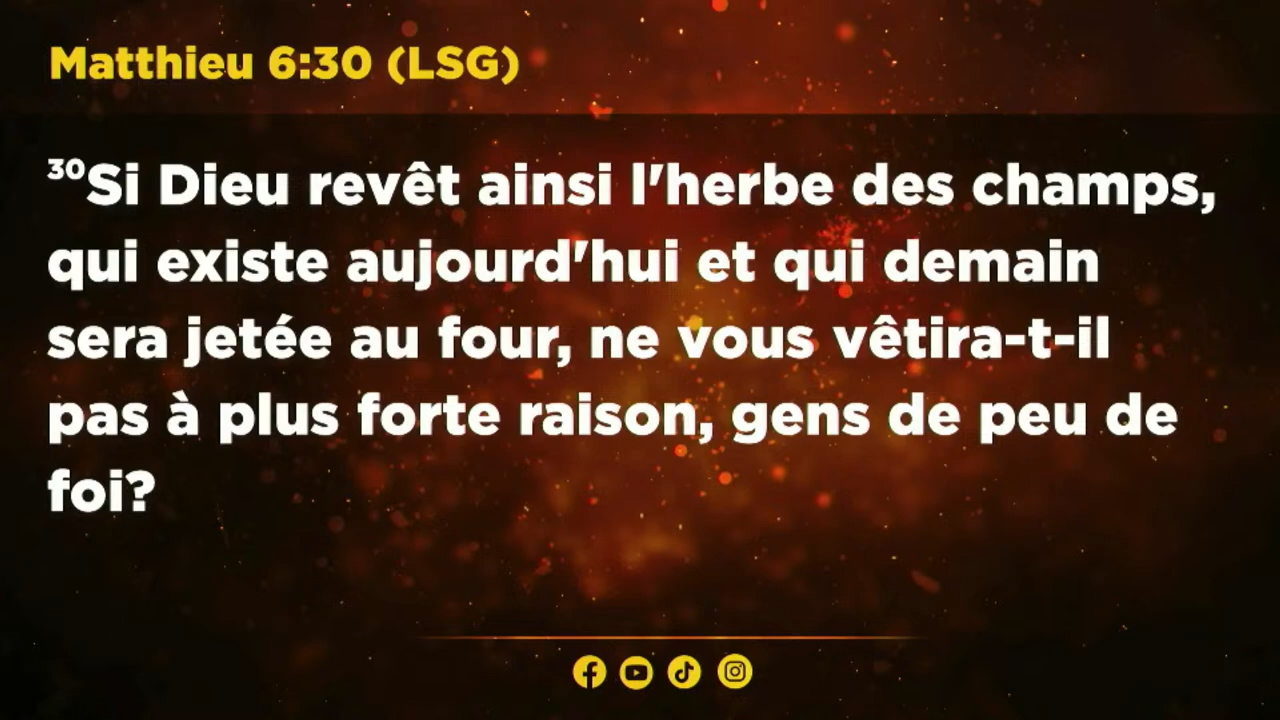 Matthieu 6:30 (LSG)
³⁰Si Dieu revêt ainsi l'herbe des champs,
qui existe aujourd'hui et qui demain
sera jetée au four, ne vous vêtira-t-il
pas à plus forte raison, gens de peu de
foi?